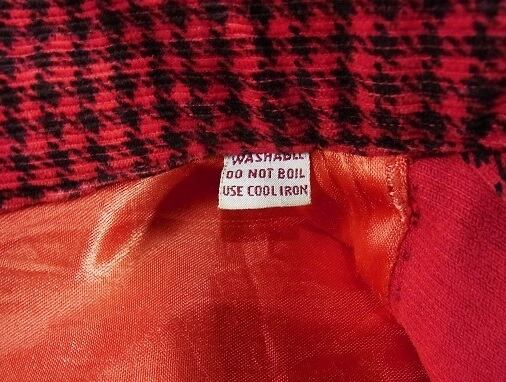 WASHABLE
DO NOT BOIL
USE COOL IRON